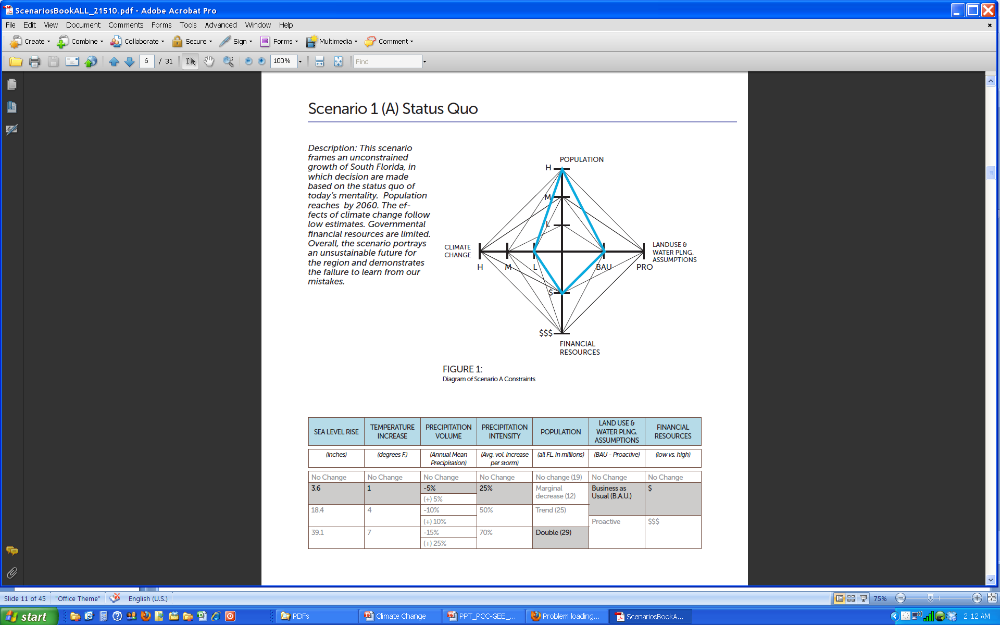 ScenariosBookALL_21510.pdf - Adobe Acrobat Pro
File Edit View Document Comments Forms Tools Advanced Window Help
Create Combine Collaborate Secure Sign Forms Multimedia Comment
6 / 31 100% Find
Scenario 1 (A) Status Quo
Description: This scenario
frames an unconstrained
growth of South Florida, in
which decision are made
based on the status quo of
today's mentality. Population
reaches by 2060. The ef-
fects of climate change follow
low estimates. Governmental
financial resources are limited.
Overall, the scenario portrays
an unsustainable future for
the region and demonstrates
the failure to learn from our
mistakes.
POPULATION
H
M
L
CLIMATE
CHANGE
LANDUSE &
WATER PLNG.
ASSUMPTIONS
H M L BAU PRO
$
$$$
FINANCIAL
RESOURCES
FIGURE 1:
Diagram of Scenario A Constraints
SEA LEVEL RISE
TEMPERATURE
INCREASE
PRECIPITATION
VOLUME
PRECIPITATION
INTENSITY
POPULATION
LAND USE &
WATER PLNG.
ASSUMPTIONS
FINANCIAL
RESOURCES
(inches)
(degrees F.)
(Annual Mean
Precipitation)
(Avg. vol. increase
per storm)
(all FL. in millions)
(BAU - Proactive)
(low vs. high)
No Change No Change No Change No Change No change (19) No Change No Change
3.6 1 -5% 25% Marginal
decrease (12)
Business as
Usual (B.A.U.)
$
(+) 5%
18.4 4 -10% 50% Trend (25)
(+) 10%
Proactive $$$
39.1 7 -15% 70% Double (29)
(+) 25%
Slide 11 of 45 "Office Theme" English (U.S.) 75%
start PDFs Climate Change PPT_PCC-GEE_... Problem loading... ScenariosBookA... 2:12 AM